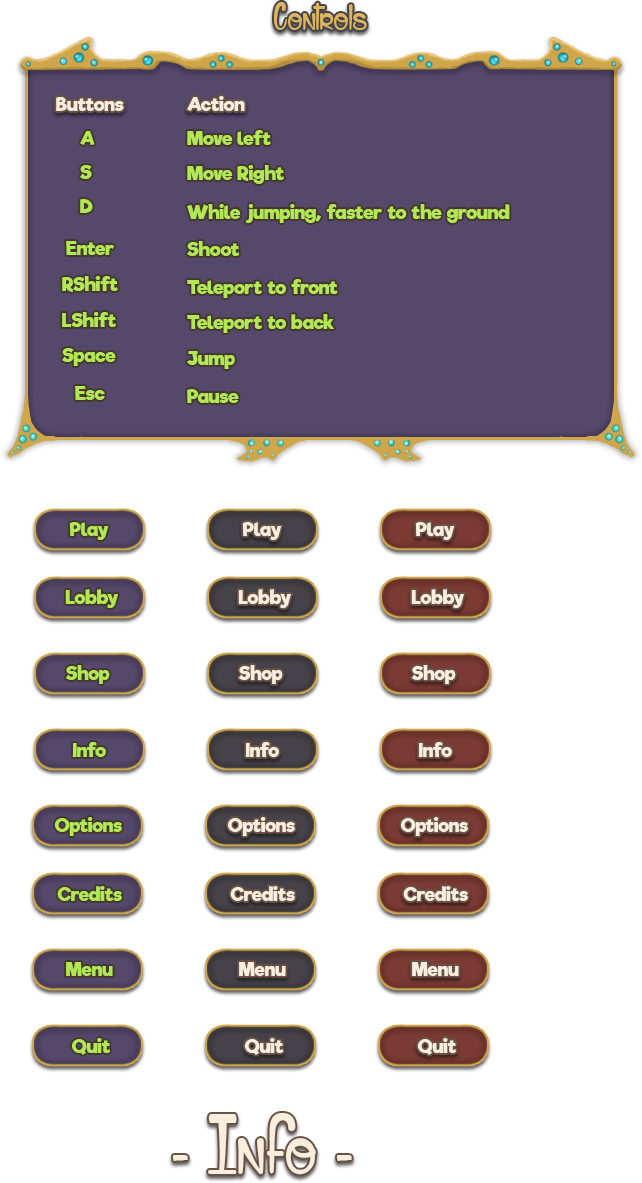 Controls
Buttons Action
A Move left
S Move Right
D While jumping, faster to the ground
Enter Shoot
RShift Teleport to front
LShift Teleport to back
Space Jump
Esc Pause
Play Play Play
Lobby Lobby Lobby
Shop Shop Shop
Info Info Info
Options Options Options
Credits Credits Credits
Menu Menu Menu
Quit Quit Quit
- Info -